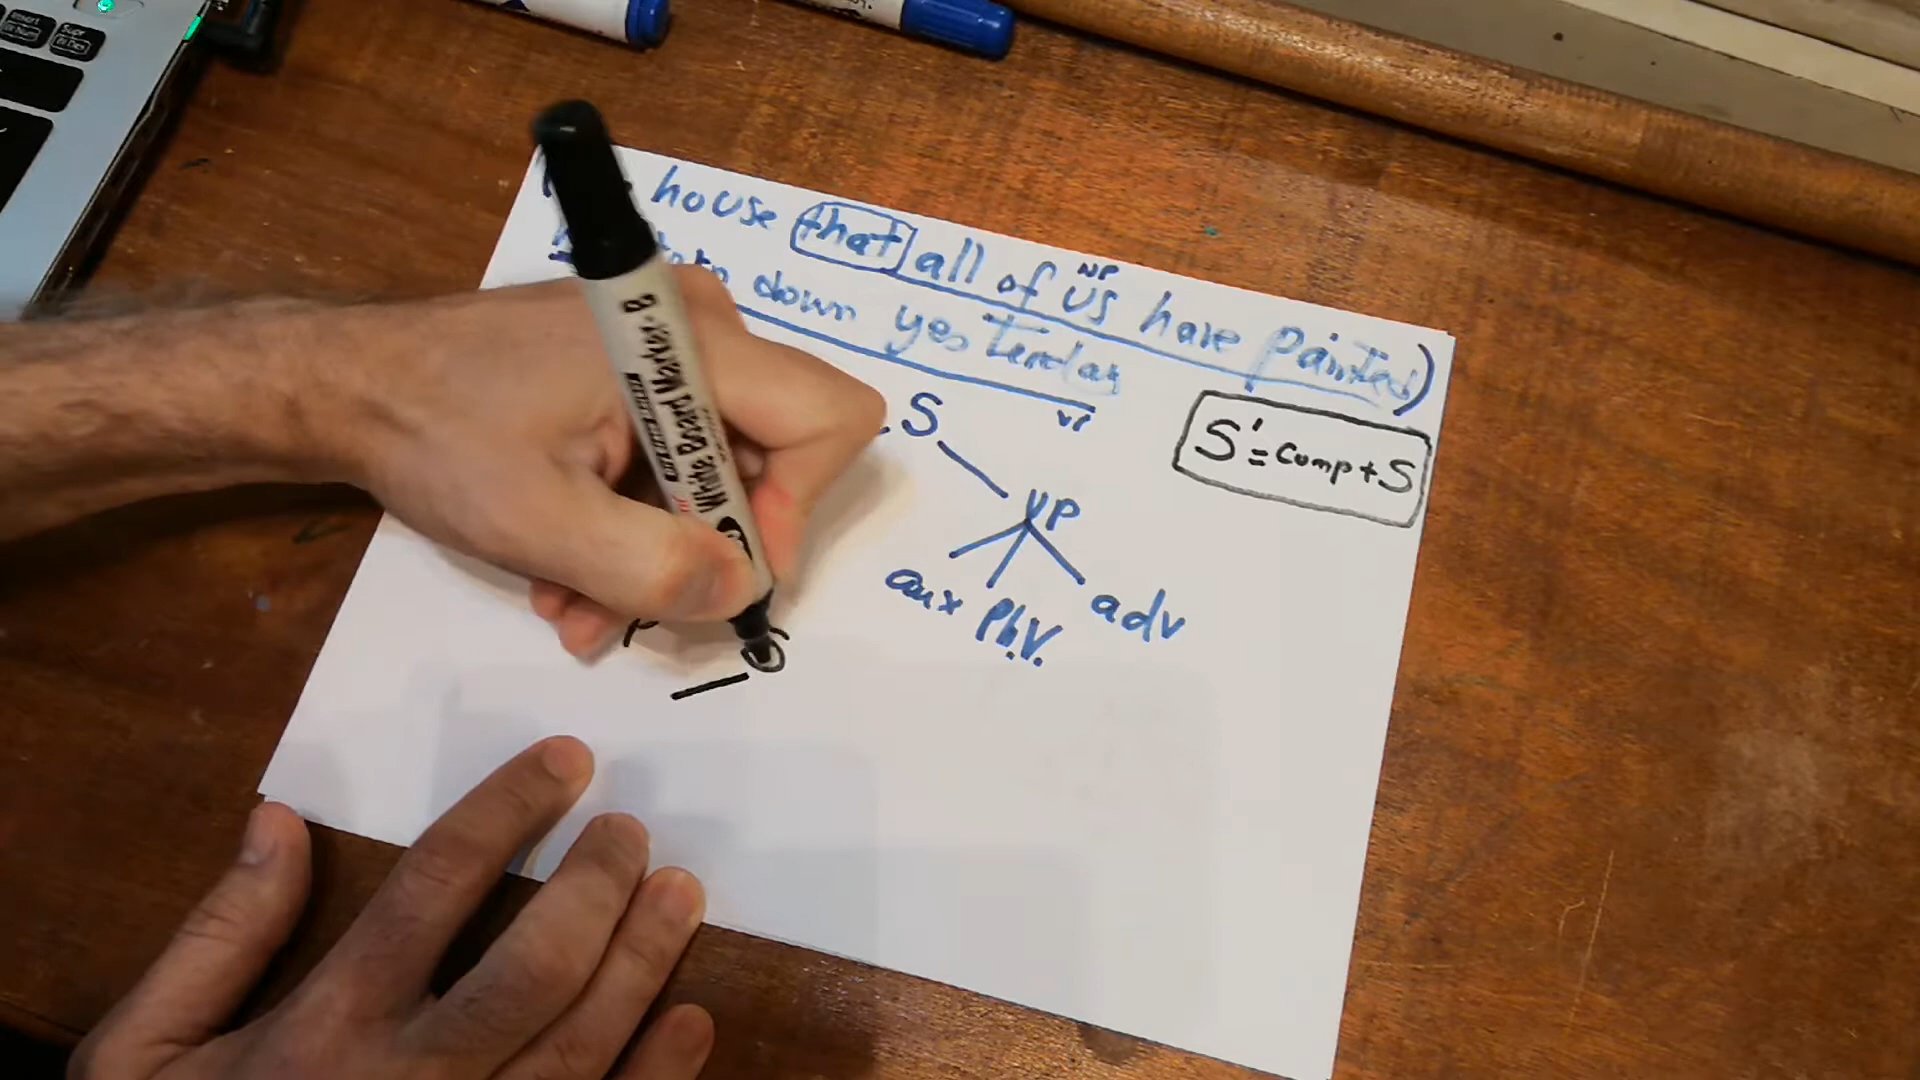 house that all of us have painted)
NP
down yesterday
S
VP
S' = Comp + S
VP
aux Ph.V. adv
S
White Board Marker